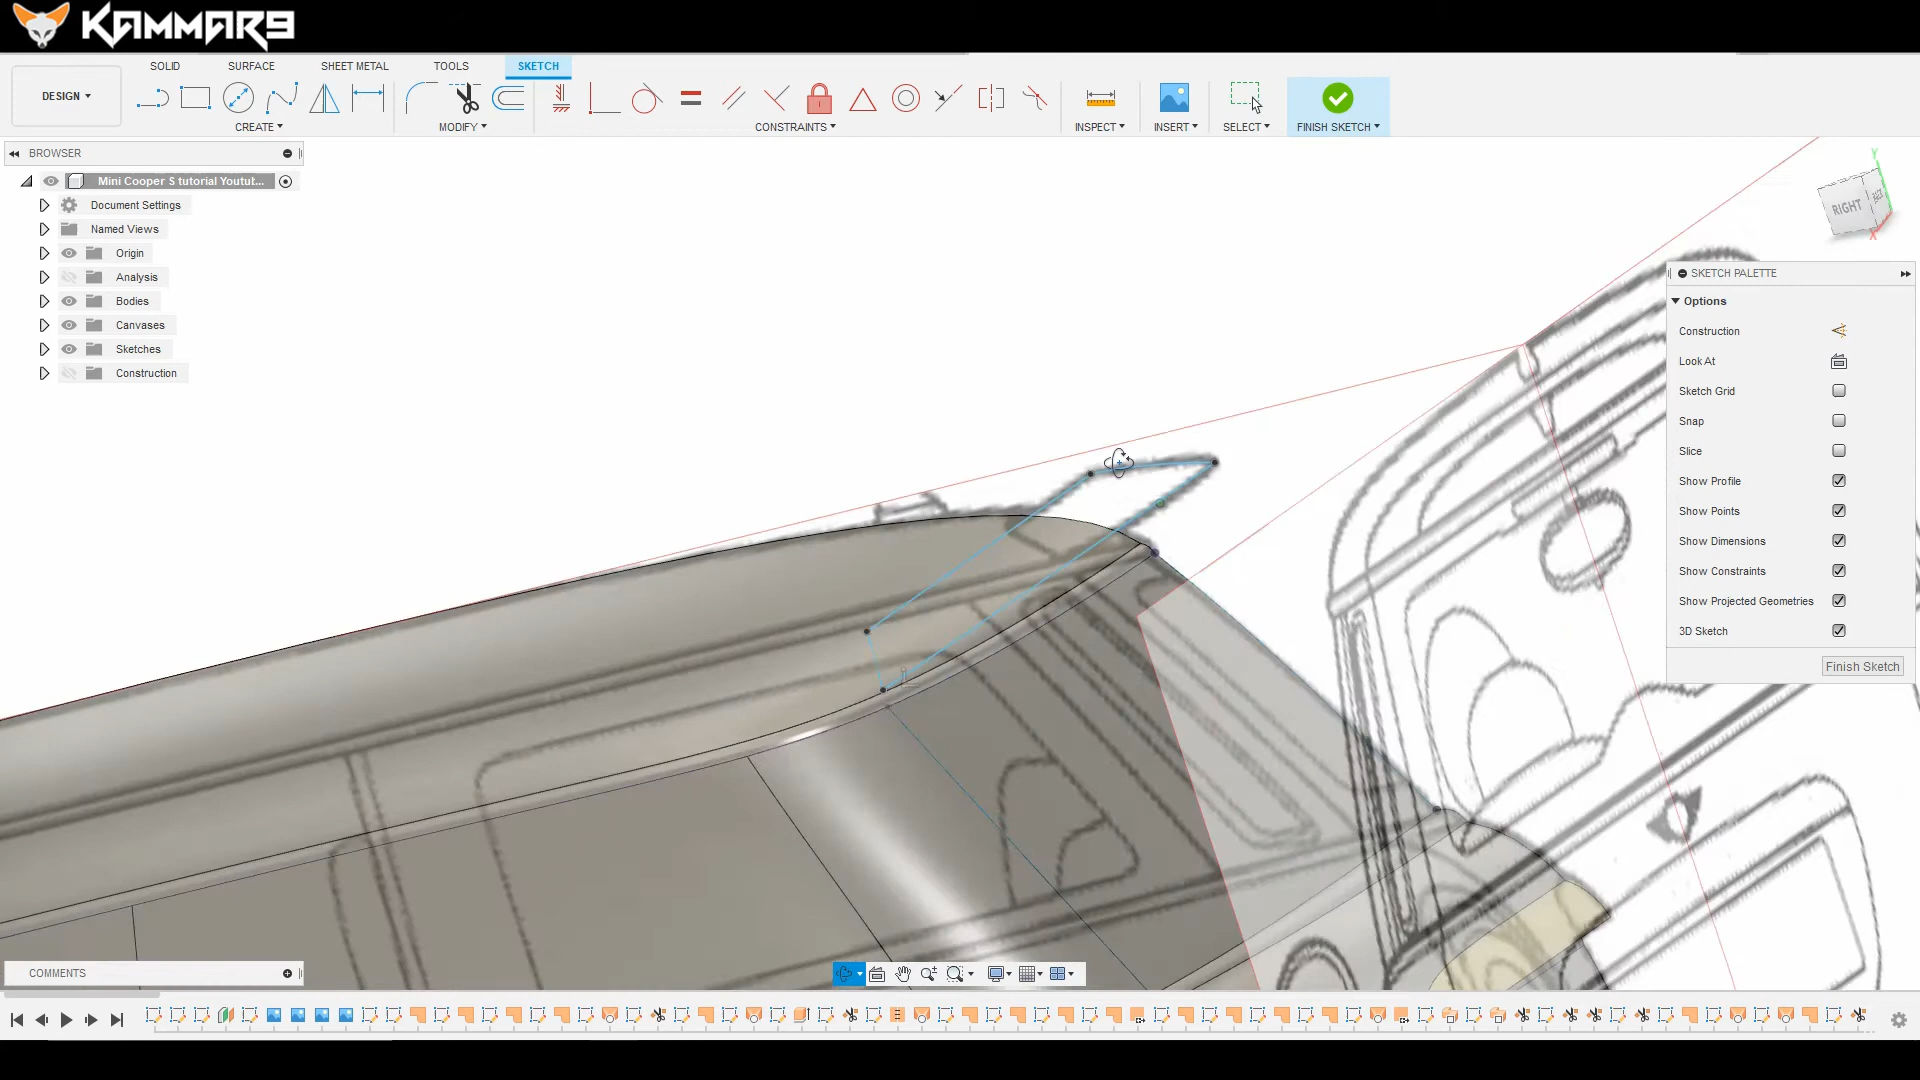 KAMMAR9
SOLID SURFACE SHEET METAL TOOLS SKETCH
DESIGN
CREATE MODIFY CONSTRAINTS INSPECT INSERT SELECT FINISH SKETCH
BROWSER
Mini Cooper S tutorial Youtut...
Document Settings
Named Views
Origin
Analysis
Bodies
Canvases
Sketches
Construction
Y
RIGHT
BACK
X
SKETCH PALETTE
Options
Construction
Look At
Sketch Grid
Snap
Slice
Show Profile
Show Points
Show Dimensions
Show Constraints
Show Projected Geometries
3D Sketch
Finish Sketch
COMMENTS